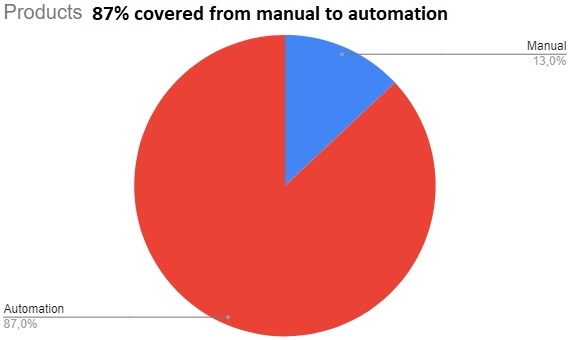 Products 87% covered from manual to automation
Manual
13,0%
Automation
87,0%